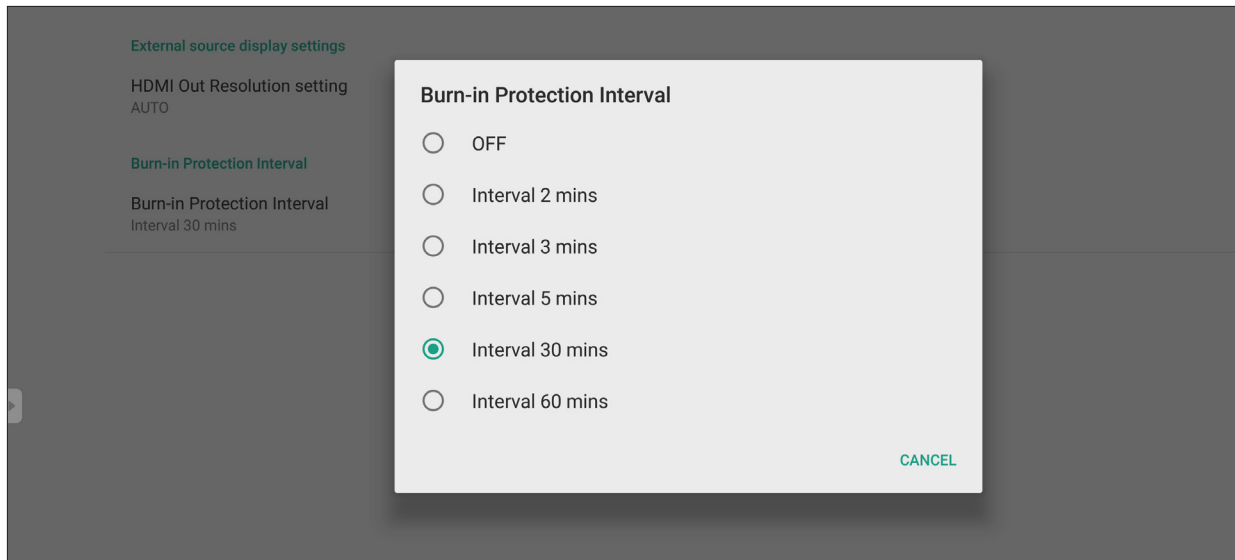 External source display settings
HDMI Out Resolution setting
AUTO
Burn-in Protection Interval
Burn-in Protection Interval
Interval 30 mins
Burn-in Protection Interval
OFF
Interval 2 mins
Interval 3 mins
Interval 5 mins
Interval 30 mins
Interval 60 mins
CANCEL